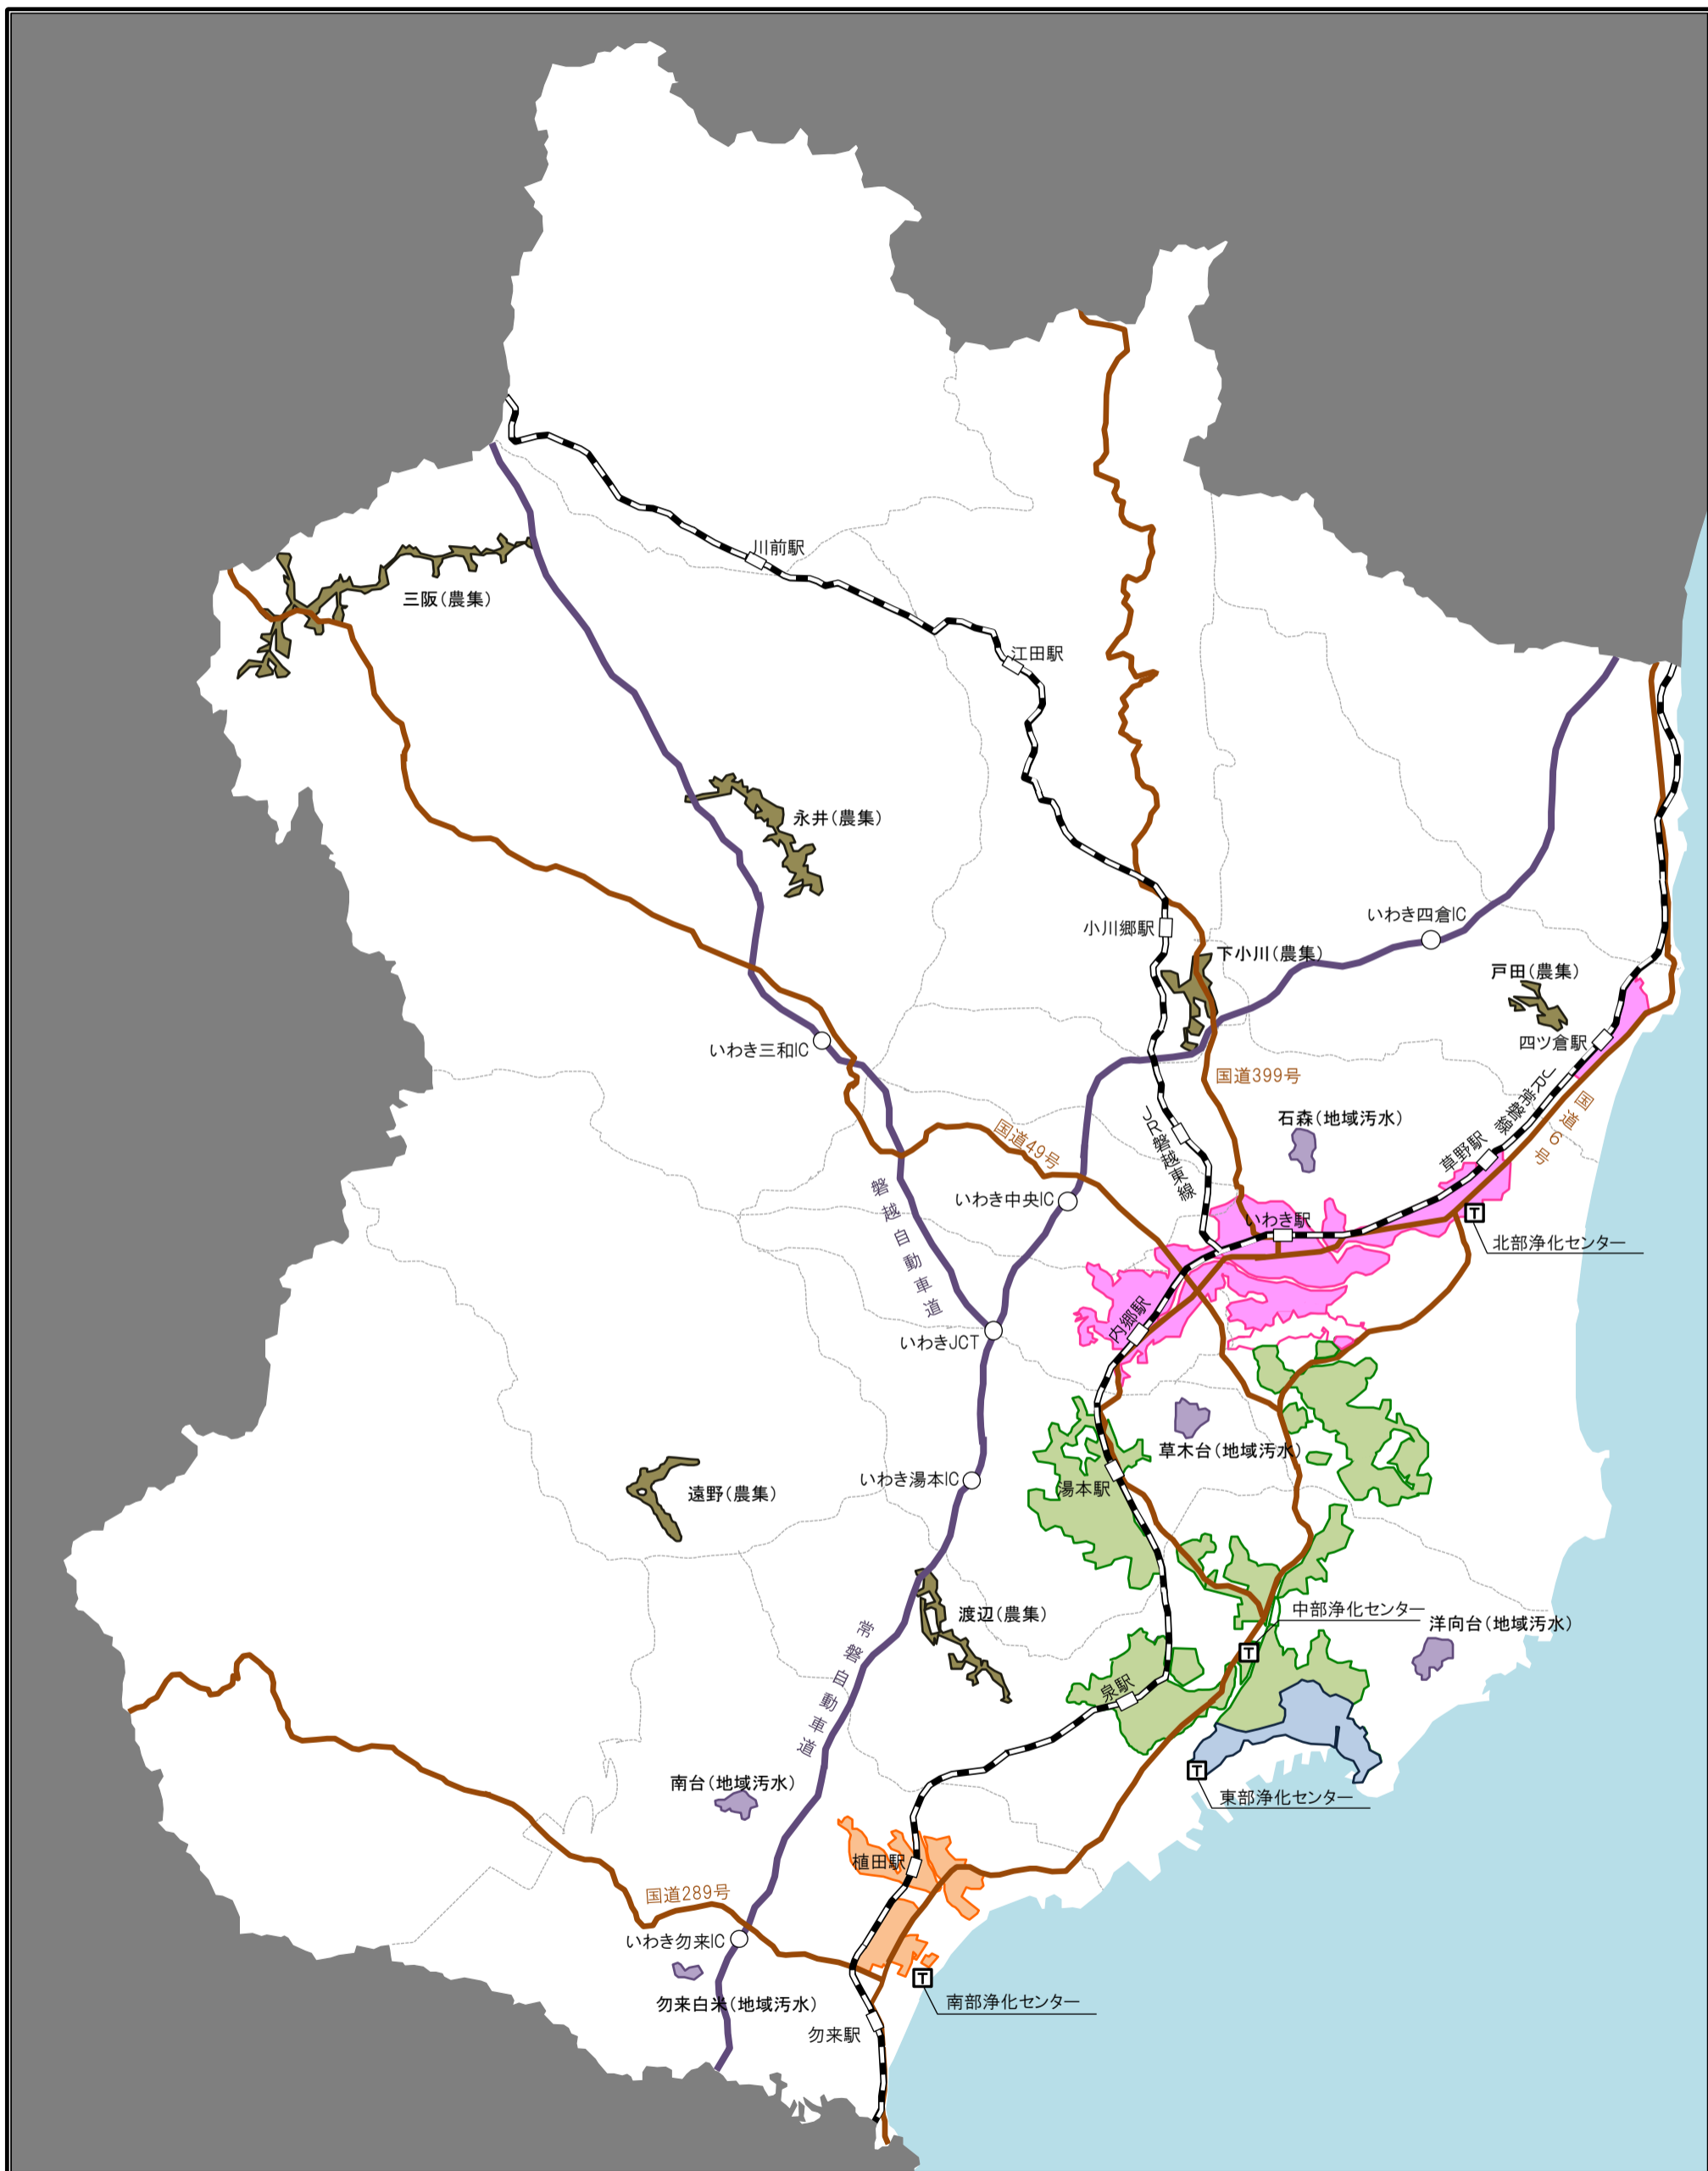 川前駅
三阪(農集)
江田駅
永井(農集)
いわき四倉IC
小川郷駅
下小川(農集)
戸田(農集)
四ツ倉駅
いわき三和IC
国道399号
JR常磐線
国道6号
石森(地域汚水)
JR磐越東線
国道49号
草野駅
磐越自動車道
いわき中央IC
いわき駅
北部浄化センター
内郷駅
いわきJCT
草木台(地域汚水)
いわき湯本IC
湯本駅
遠野(農集)
渡辺(農集)
中部浄化センター
洋向台(地域汚水)
常磐自動車道
泉駅
南台(地域汚水)
東部浄化センター
植田駅
国道289号
いわき勿来IC
勿来白米(地域汚水)
南部浄化センター
勿来駅
T
T
T
T